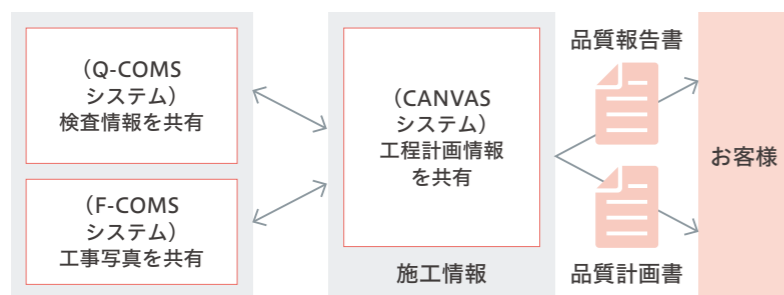 （Q-COMS
システム）
検査情報を共有
（F-COMS
システム）
工事写真を共有
（CANVAS
システム）
工程計画情報
を共有
施工情報
品質報告書
品質計画書
お客様